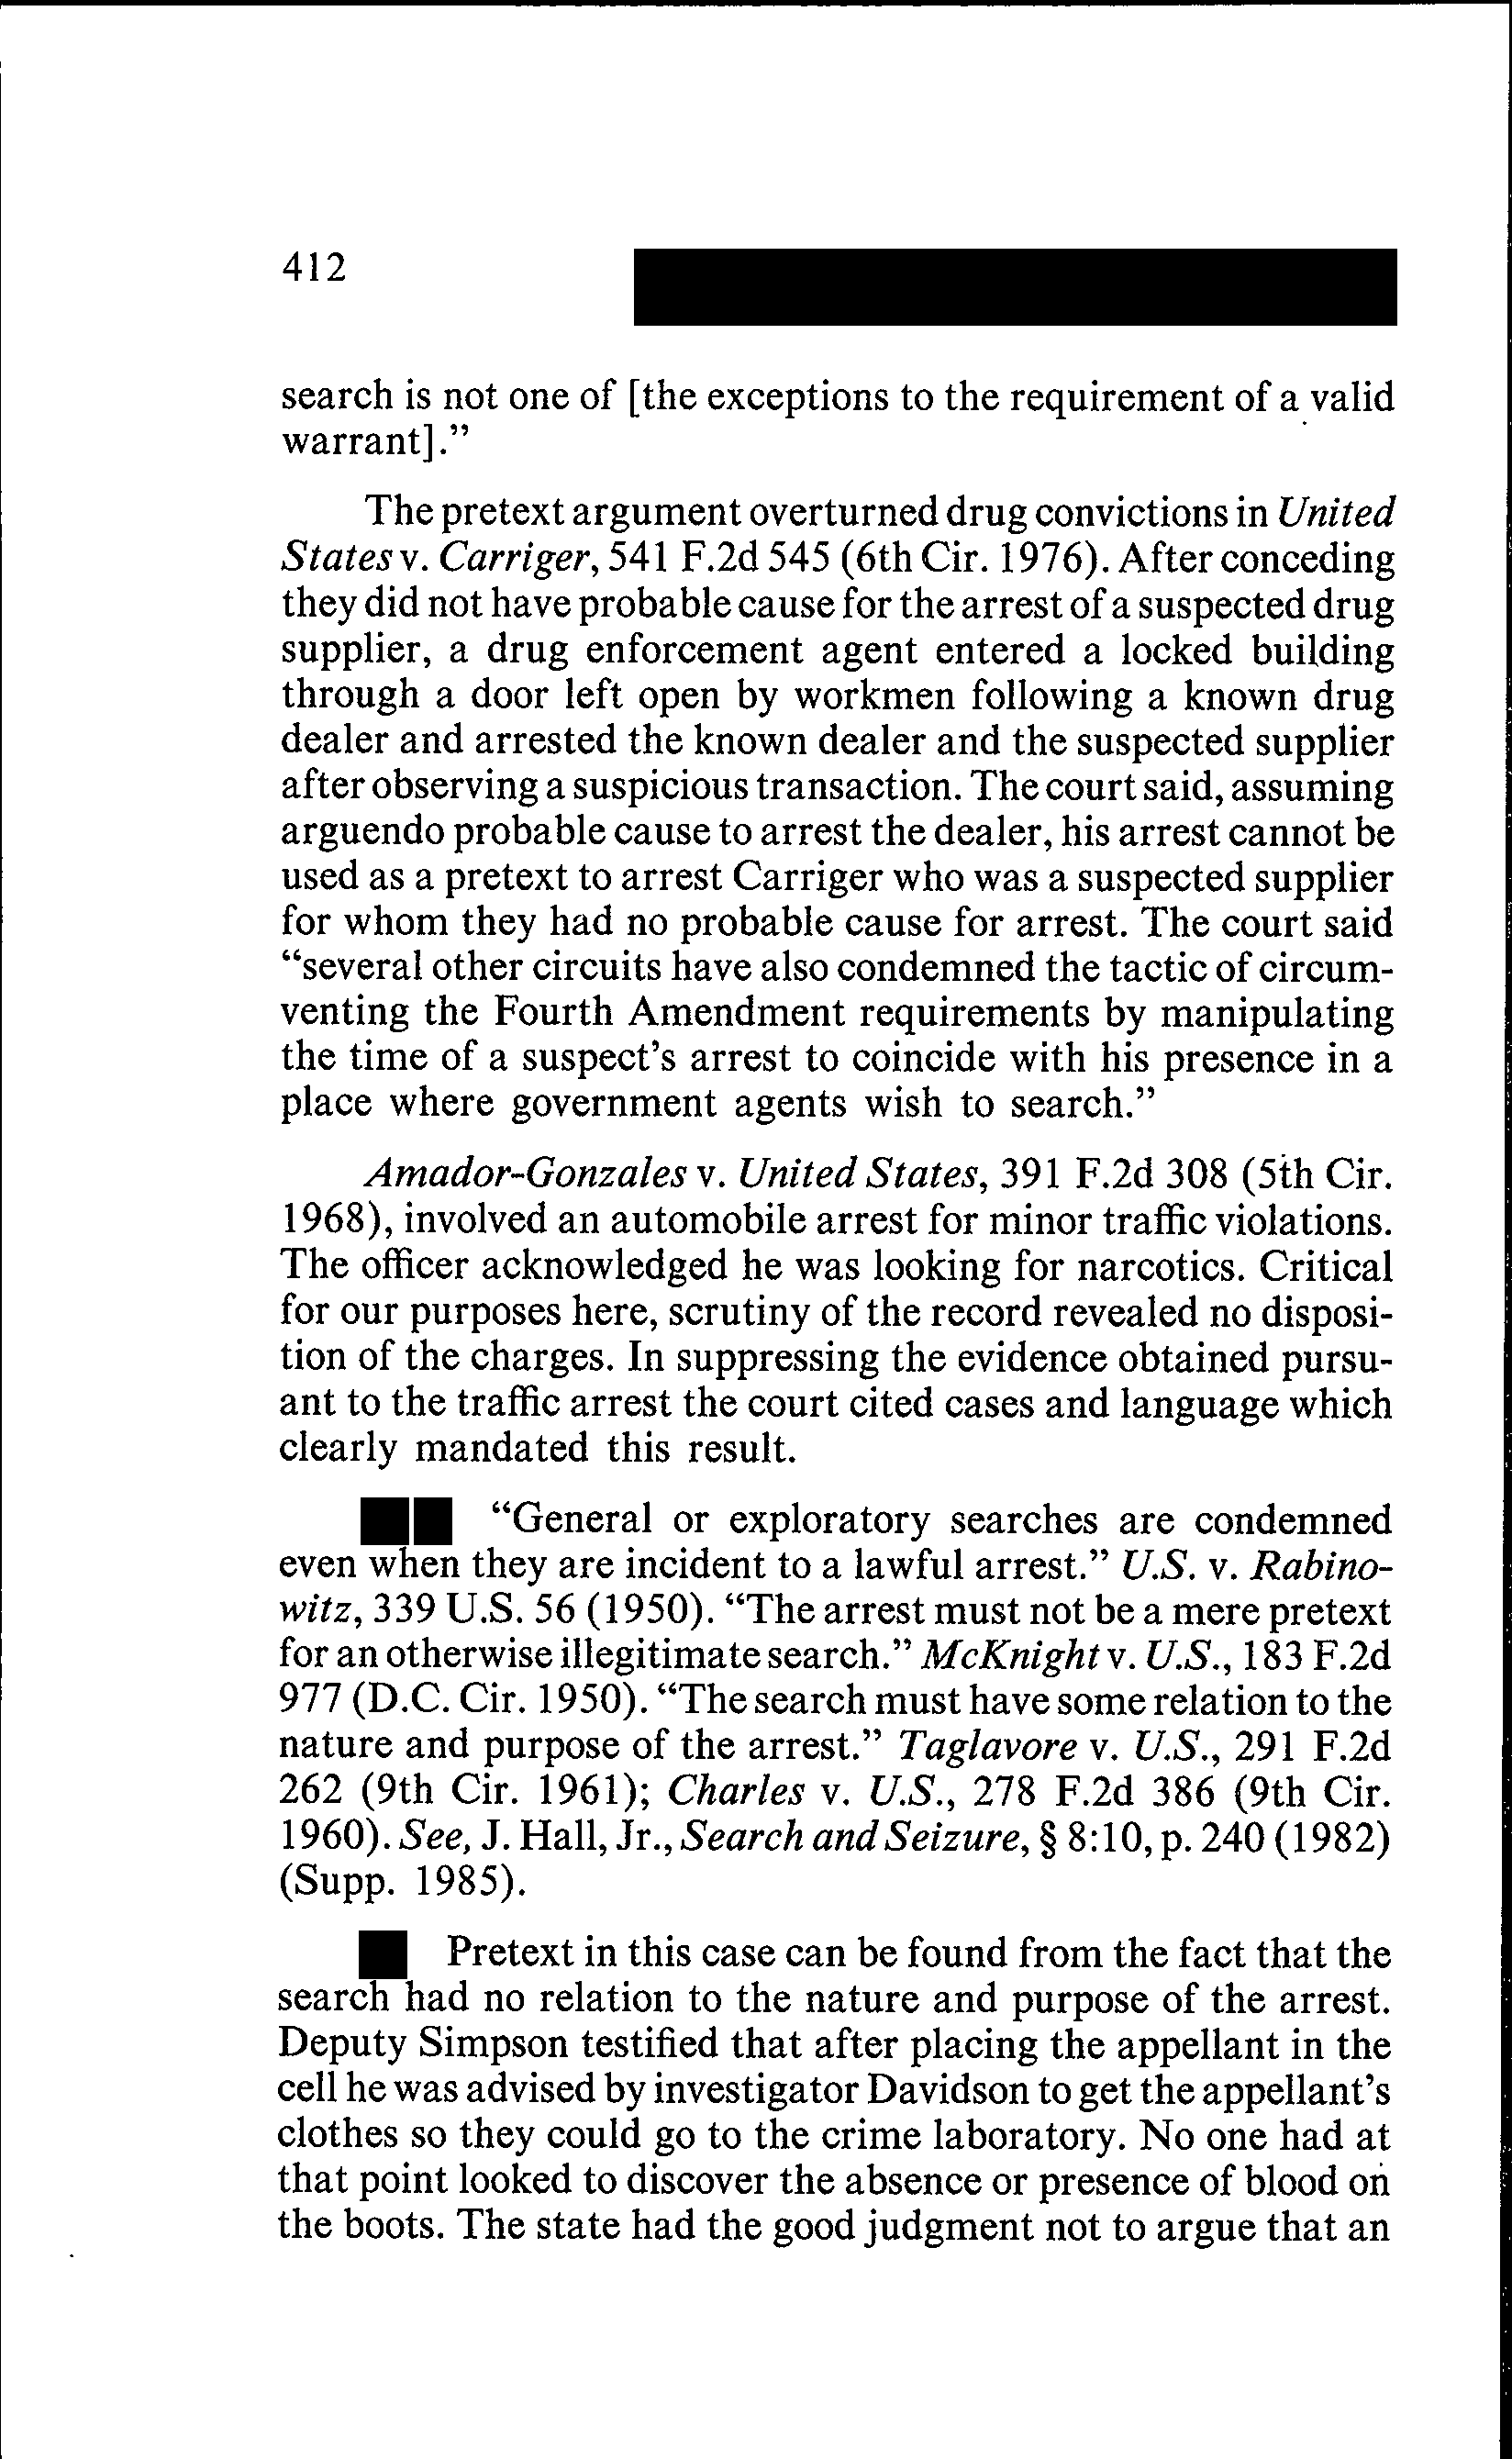 412
search is not one of [the exceptions to the requirement of a valid
warrant]."
The pretext argument overturned drug convictions in United
States v. Carriger, 541 F.2d 545 (6th Cir. 1976). After conceding
they did not have probable cause for the arrest of a suspected drug
supplier, a drug enforcement agent entered a locked building
through a door left open by workmen following a known drug
dealer and arrested the known dealer and the suspected supplier
after observing a suspicious transaction. The court said, assuming
arguendo probable cause to arrest the dealer, his arrest cannot be
used as a pretext to arrest Carriger who was a suspected supplier
for whom they had no probable cause for arrest. The court said
"several other circuits have also condemned the tactic of circum-
venting the Fourth Amendment requirements by manipulating
the time of a suspect's arrest to coincide with his presence in a
place where government agents wish to search."
Amador-Gonzales v. United States, 391 F.2d 308 (5th Cir.
1968), involved an automobile arrest for minor traffic violations.
The officer acknowledged he was looking for narcotics. Critical
for our purposes here, scrutiny of the record revealed no disposi-
tion of the charges. In suppressing the evidence obtained pursu-
ant to the traffic arrest the court cited cases and language which
clearly mandated this result.
"General or exploratory searches are condemned
even when they are incident to a lawful arrest." U.S. v. Rabino-
witz, 339 U.S. 56 (1950). "The arrest must not be a mere pretext
for an otherwise illegitimate search." McKnight v. U.S., 183 F.2d
977 (D.C. Cir. 1950). "The search must have some relation to the
nature and purpose of the arrest." Taglavore v. U.S., 291 F.2d
262 (9th Cir. 1961); Charles v. U.S., 278 F.2d 386 (9th Cir.
1960). See, J. Hall, Jr., Search and Seizure, § 8:10, p. 240 (1982)
(Supp. 1985).
Pretext in this case can be found from the fact that the
search had no relation to the nature and purpose of the arrest.
Deputy Simpson testified that after placing the appellant in the
cell he was advised by investigator Davidson to get the appellant's
clothes so they could go to the crime laboratory. No one had at
that point looked to discover the absence or presence of blood on
the boots. The state had the good judgment not to argue that an